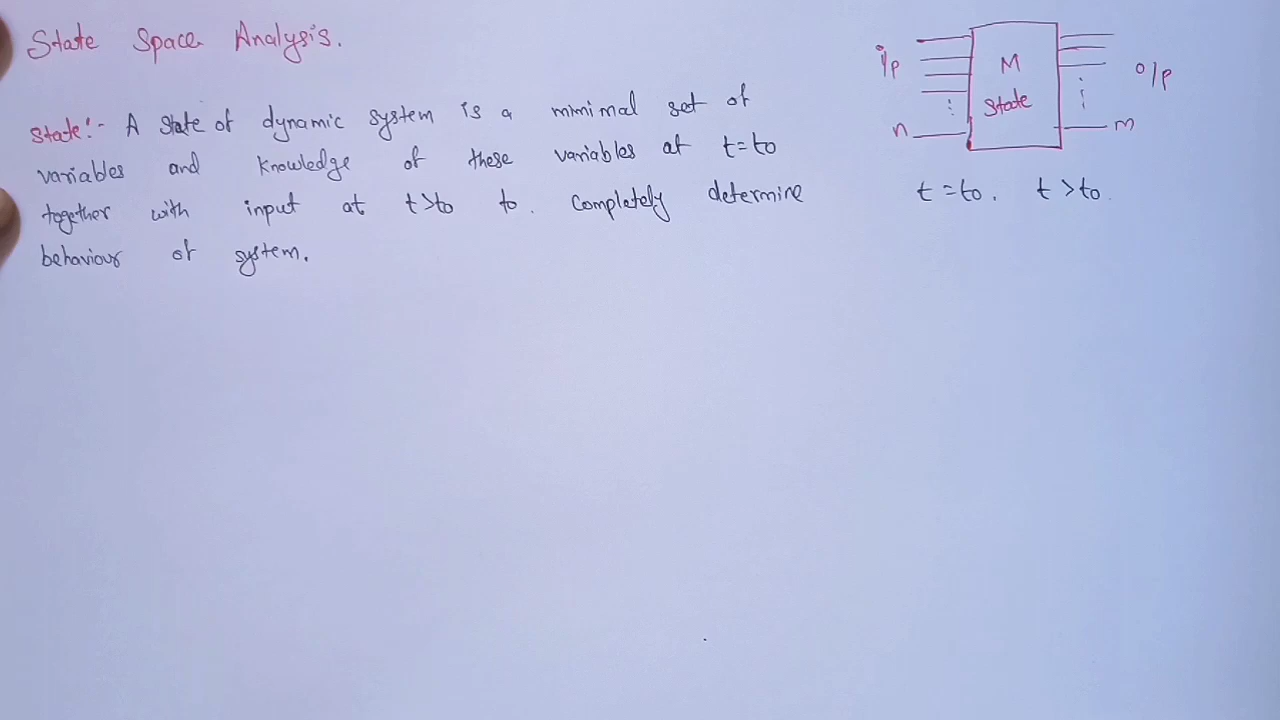 State Space Analysis.
State:- A state of dynamic system is a minimal set of
variables and knowledge of these variables at t=to
together with input at t>to to. completely determine
behaviour of system.
i/p
M
State
o/p
n
m
t=to. t>to.